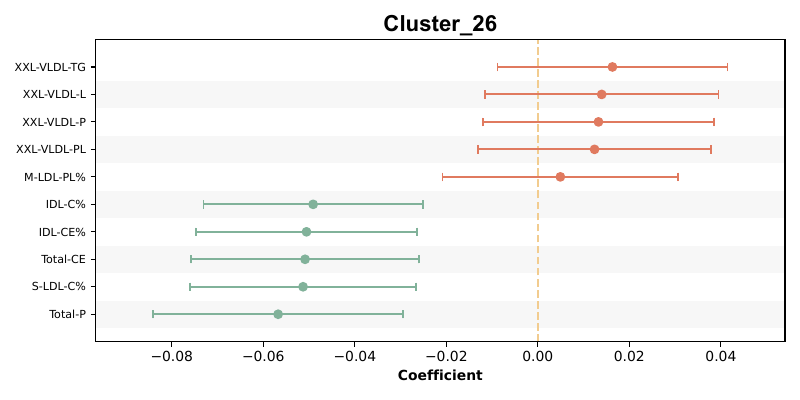 Cluster_26
XXL-VLDL-TG
XXL-VLDL-L
XXL-VLDL-P
XXL-VLDL-PL
M-LDL-PL%
IDL-C%
IDL-CE%
Total-CE
S-LDL-C%
Total-P
−0.08 −0.06 −0.04 −0.02 0.00 0.02 0.04
Coefficient